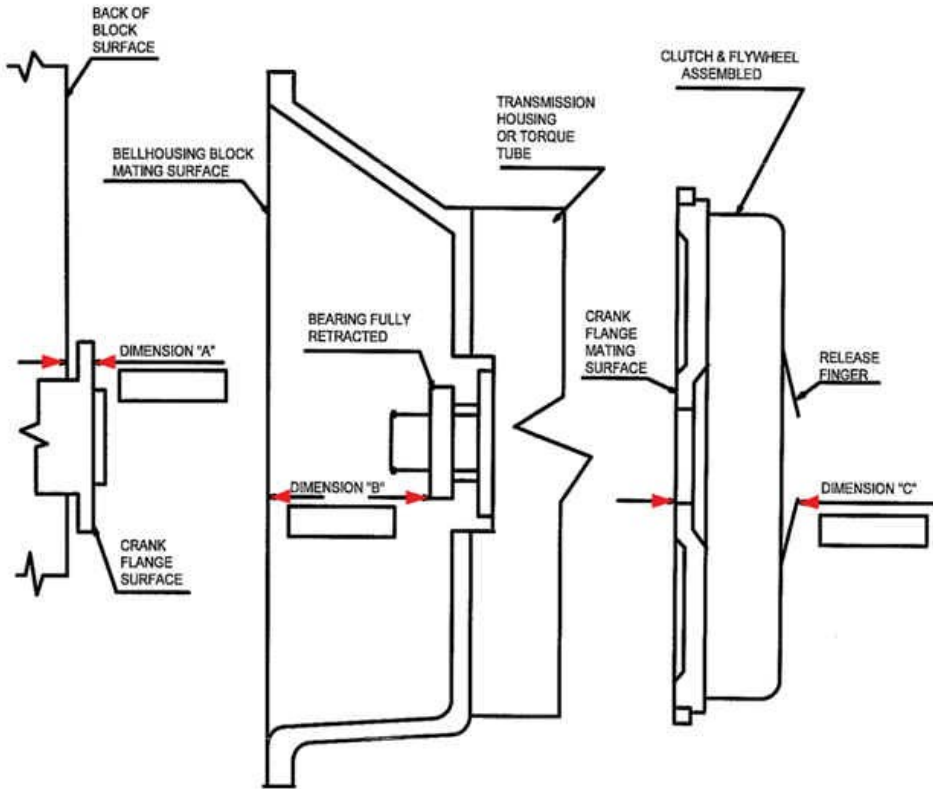 BACK OF
BLOCK
SURFACE
BELLHOUSING BLOCK
MATING SURFACE
TRANSMISSION
HOUSING
OR TORQUE
TUBE
CLUTCH & FLYWHEEL
ASSEMBLED
BEARING FULLY
RETRACTED
CRANK
FLANGE
MATING
SURFACE
RELEASE
FINGER
DIMENSION "A"
DIMENSION "B"
DIMENSION "C"
CRANK
FLANGE
SURFACE